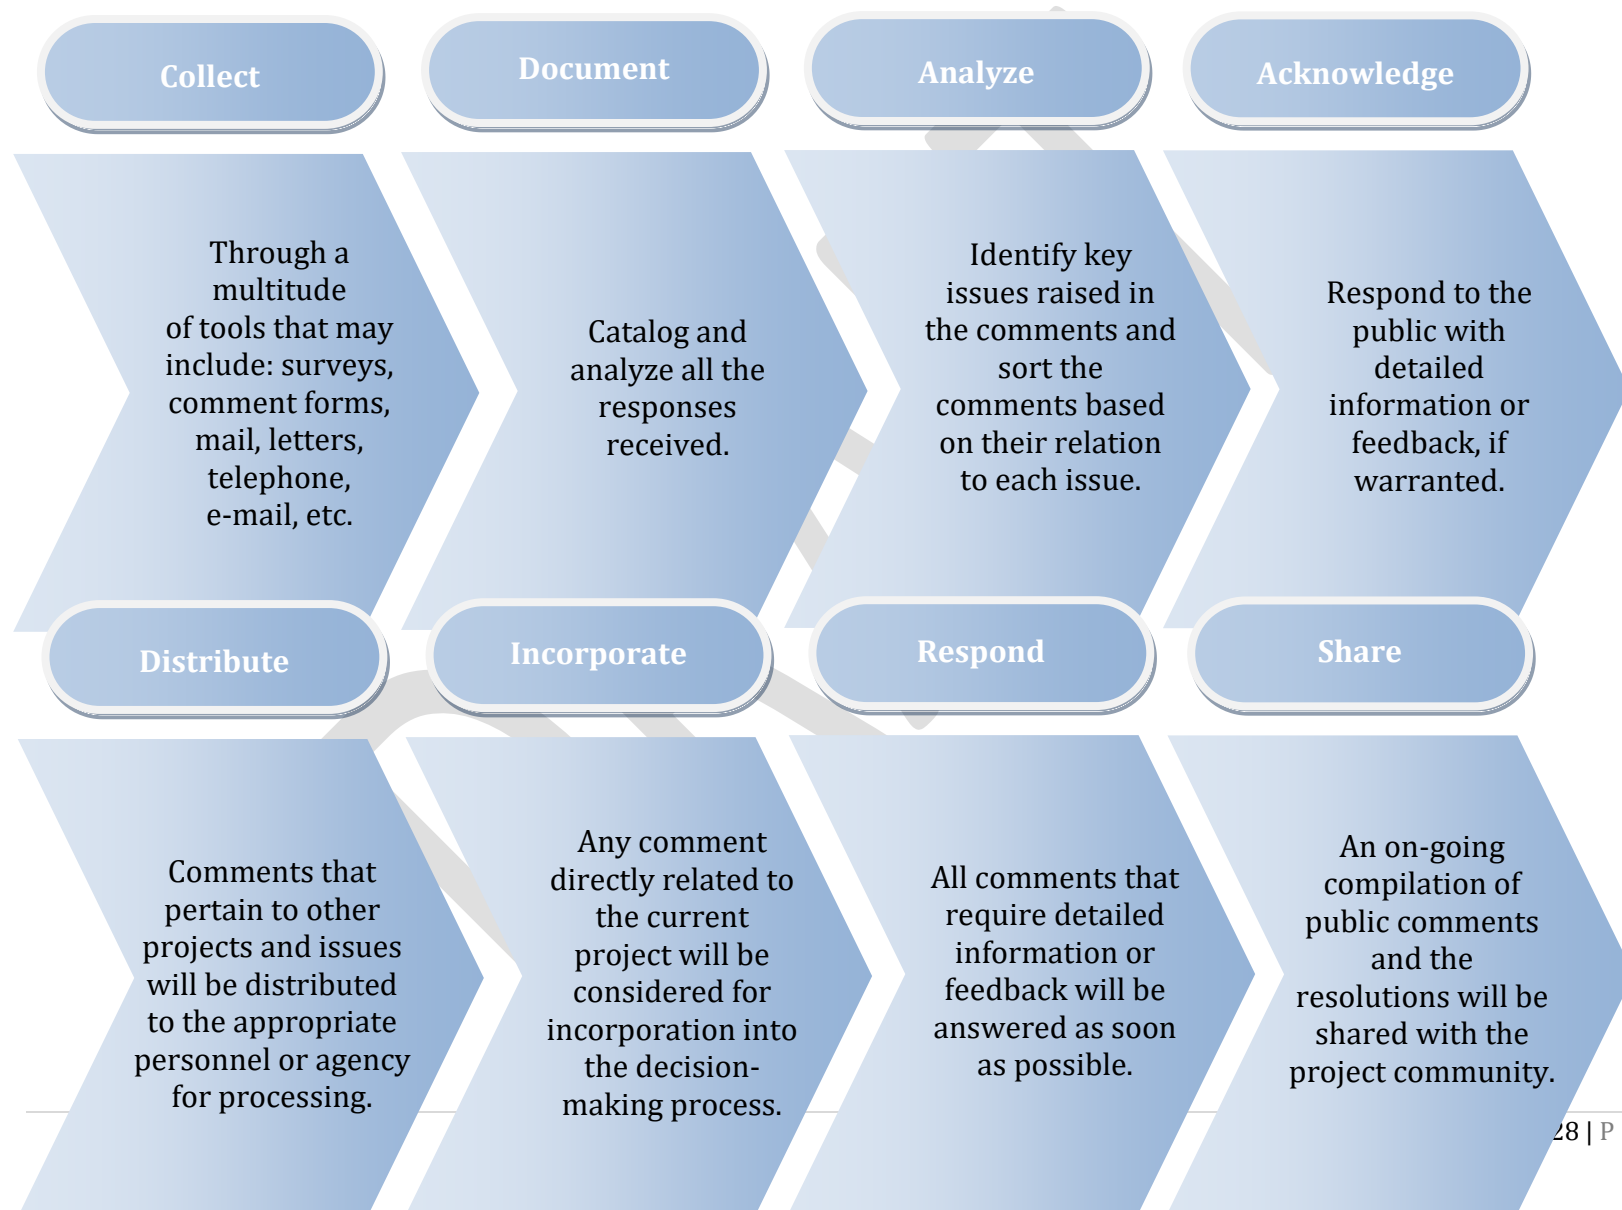 Collect
Document
Analyze
Acknowledge
Through a
multitude
of tools that may
include: surveys,
comment forms,
mail, letters,
telephone,
e-mail, etc.
Catalog and
analyze all the
responses
received.
Identify key
issues raised in
the comments and
sort the
comments based
on their relation
to each issue.
Respond to the
public with
detailed
information or
feedback, if
warranted.
Distribute
Incorporate
Respond
Share
Comments that
pertain to other
projects and issues
will be distributed
to the appropriate
personnel or agency
for processing.
Any comment
directly related to
the current
project will be
considered for
incorporation into
the decision-
making process.
All comments that
require detailed
information or
feedback will be
answered as soon
as possible.
An on-going
compilation of
public comments
and the
resolutions will be
shared with the
project community.
28 | P